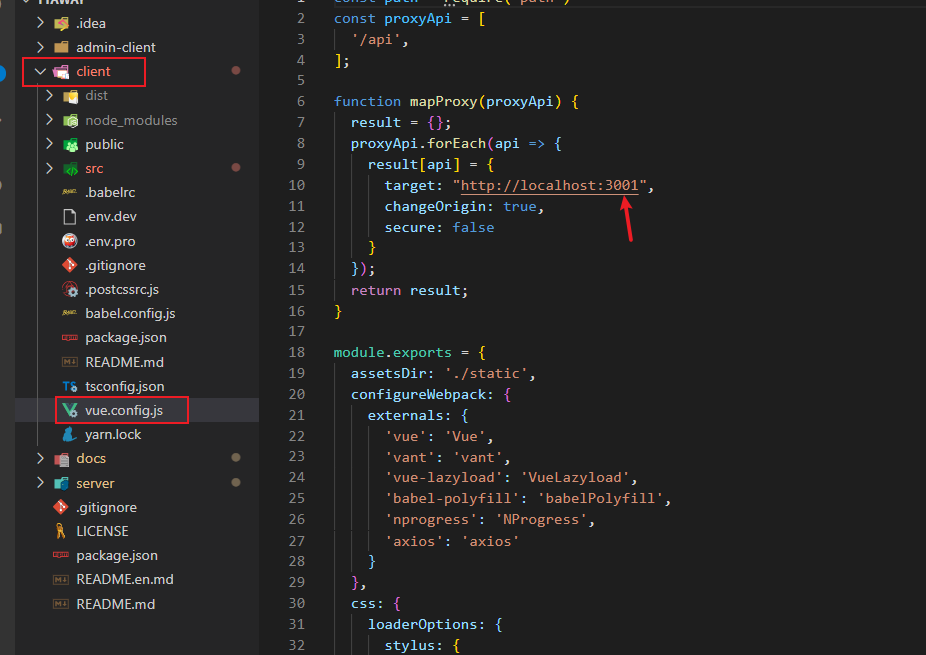 .idea
admin-client
client
dist
node_modules
public
src
.babelrc
.env.dev
.env.pro
.gitignore
.postcssrc.js
babel.config.js
package.json
README.md
tsconfig.json
vue.config.js
yarn.lock
docs
server
.gitignore
LICENSE
package.json
README.en.md
README.md
2 const proxyApi = [
3 '/api',
4 ];
5
6 function mapProxy(proxyApi) {
7 result = {};
8 proxyApi.forEach(api => {
9 result[api] = {
10 target: "http://localhost:3001",
11 changeOrigin: true,
12 secure: false
13 }
14 });
15 return result;
16 }
17
18 module.exports = {
19 assetsDir: './static',
20 configureWebpack: {
21 externals: {
22 'vue': 'Vue',
23 'vant': 'vant',
24 'vue-lazyload': 'VueLazyload',
25 'babel-polyfill': 'babelPolyfill',
26 'nprogress': 'NProgress',
27 'axios': 'axios'
28 }
29 },
30 css: {
31 loaderOptions: {
32 stylus: {